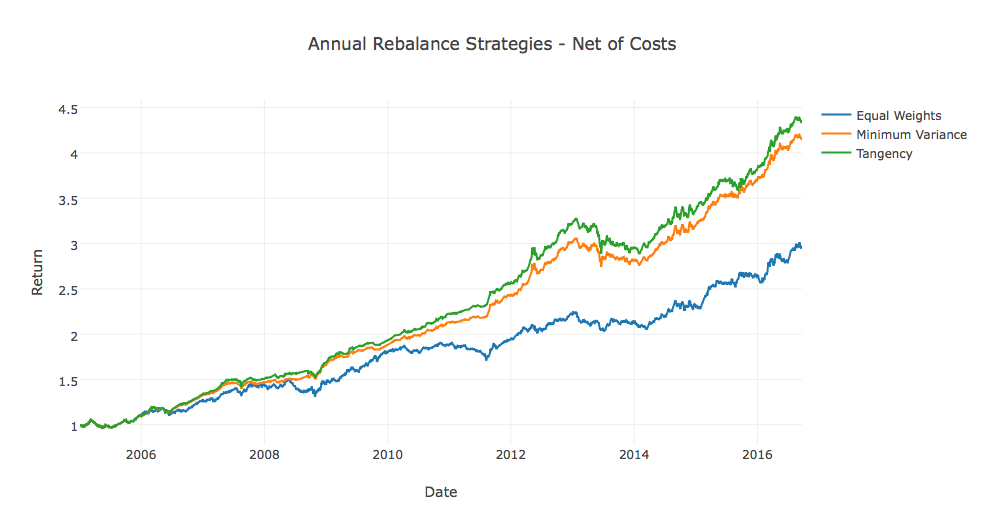 Annual Rebalance Strategies - Net of Costs
4.5
4
3.5
3
2.5
2
1.5
1
Return
2006 2008 2010 2012 2014 2016
Date
Equal Weights
Minimum Variance
Tangency